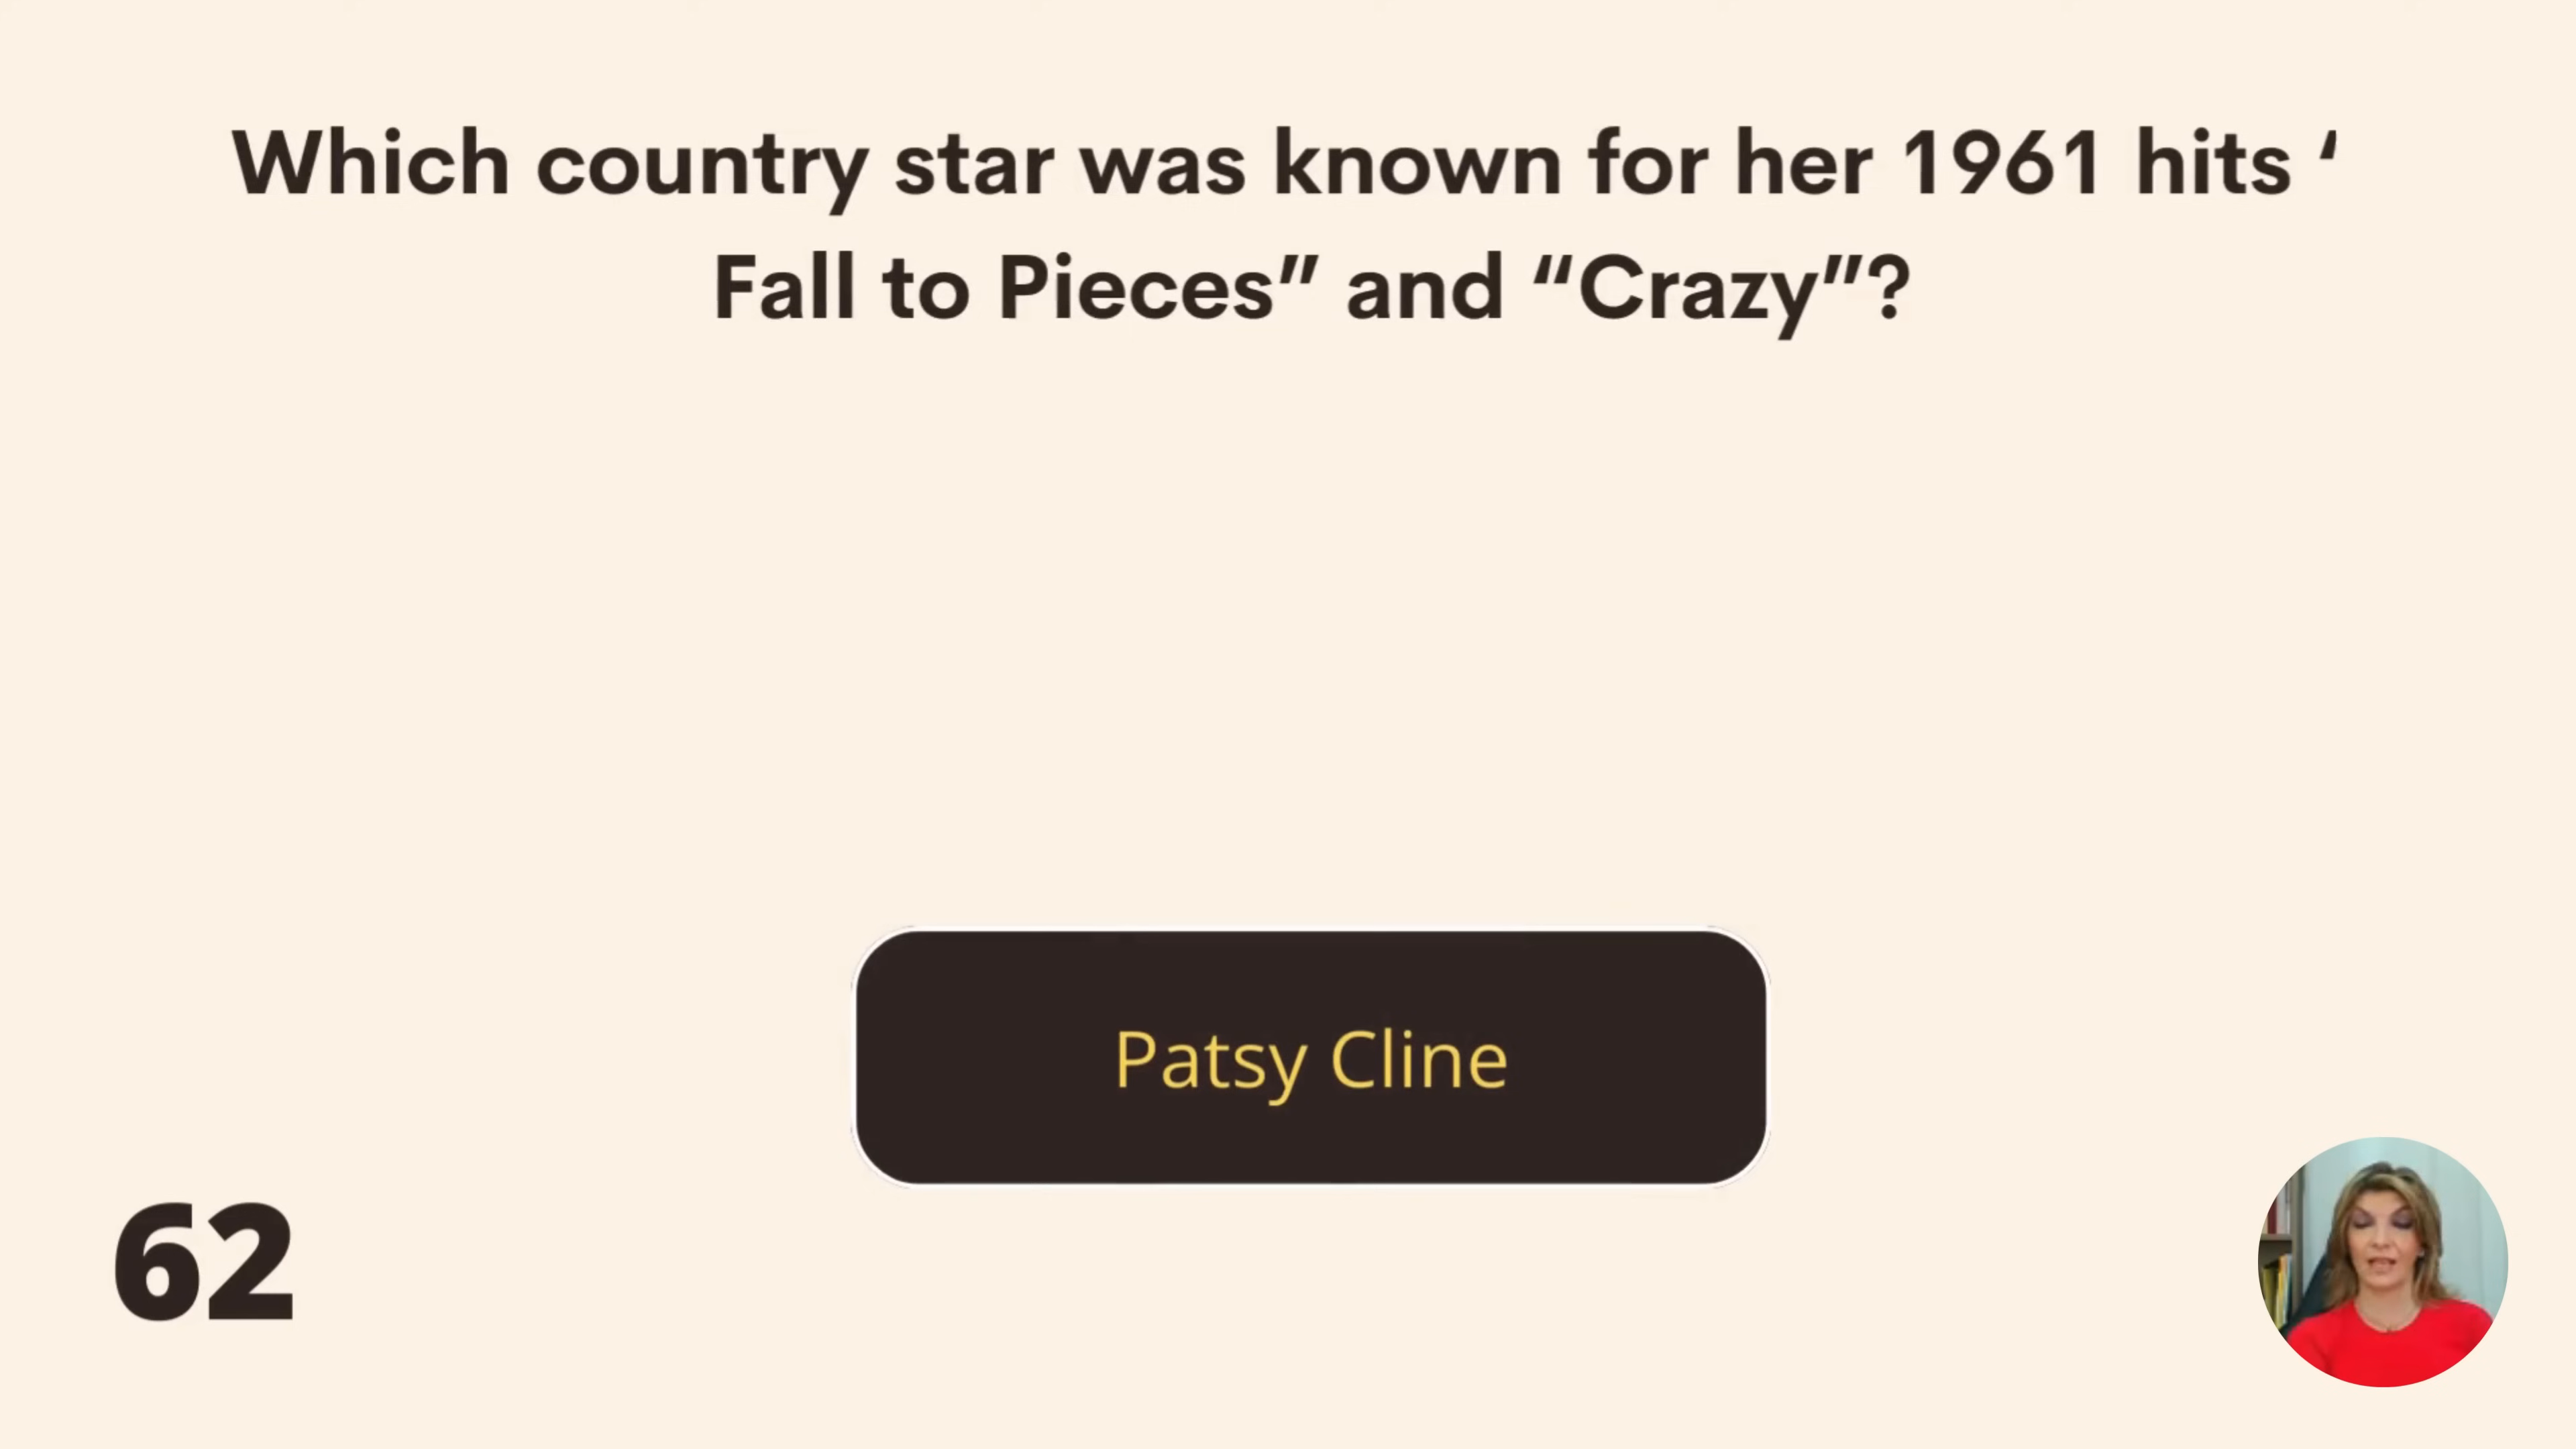 Which country star was known for her 1961 hits “
Fall to Pieces” and “Crazy”?
Patsy Cline
62